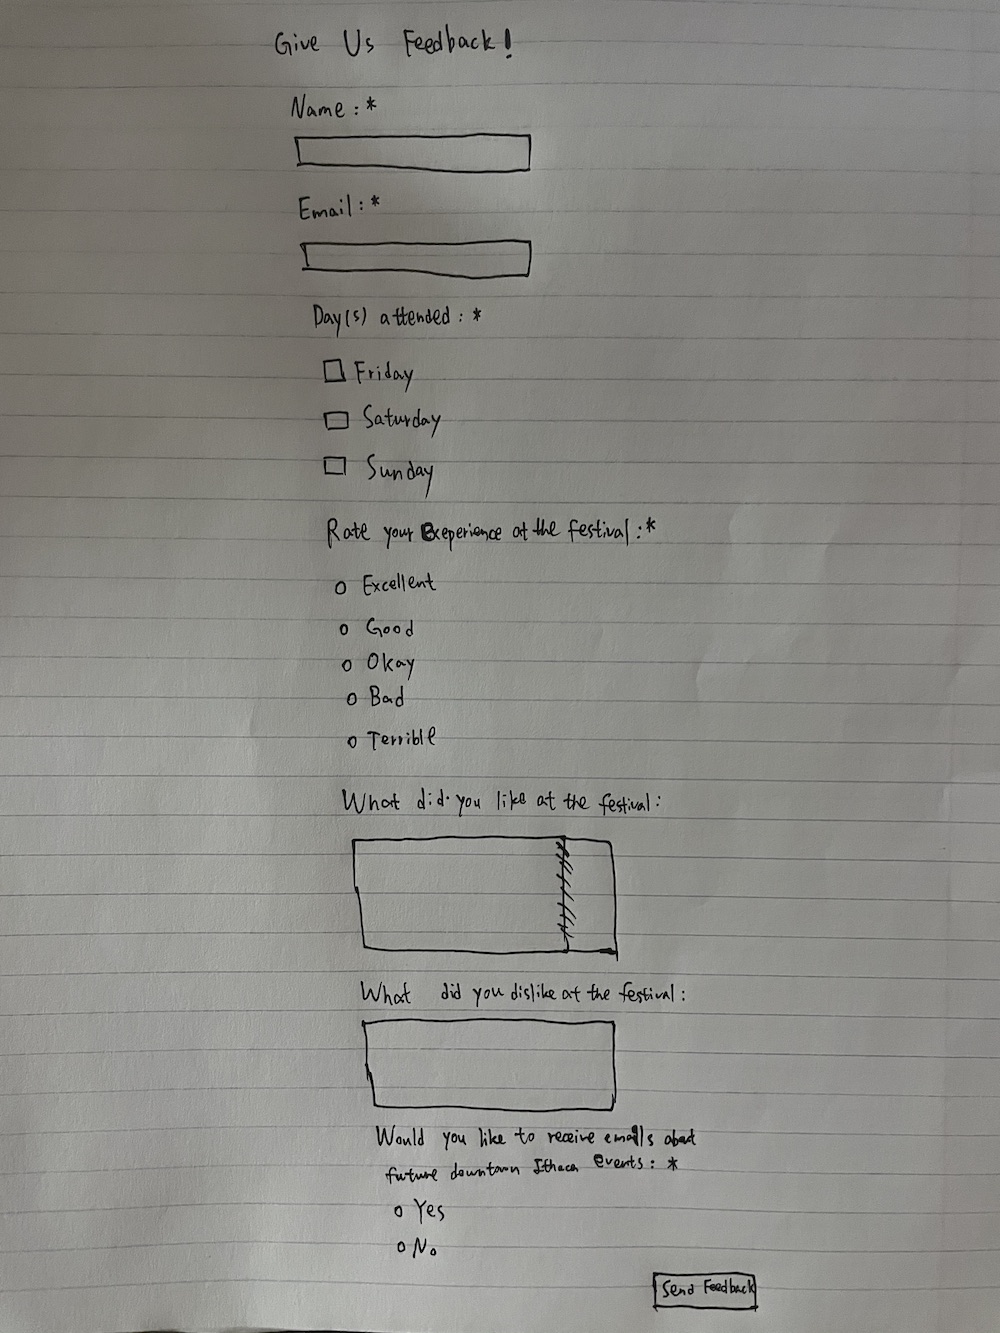 Give Us Feedback!
Name : *
Email : *
Day(s) attended : *
Friday
Saturday
Sunday
Rate your Exeperience at the festival : *
Excellent
Good
Okay
Bad
Terrible
What did you like at the festival :
What did you dislike at the festival :
Would you like to receive emails about
future downtown Ithaca events : *
Yes
No
Send Feedback